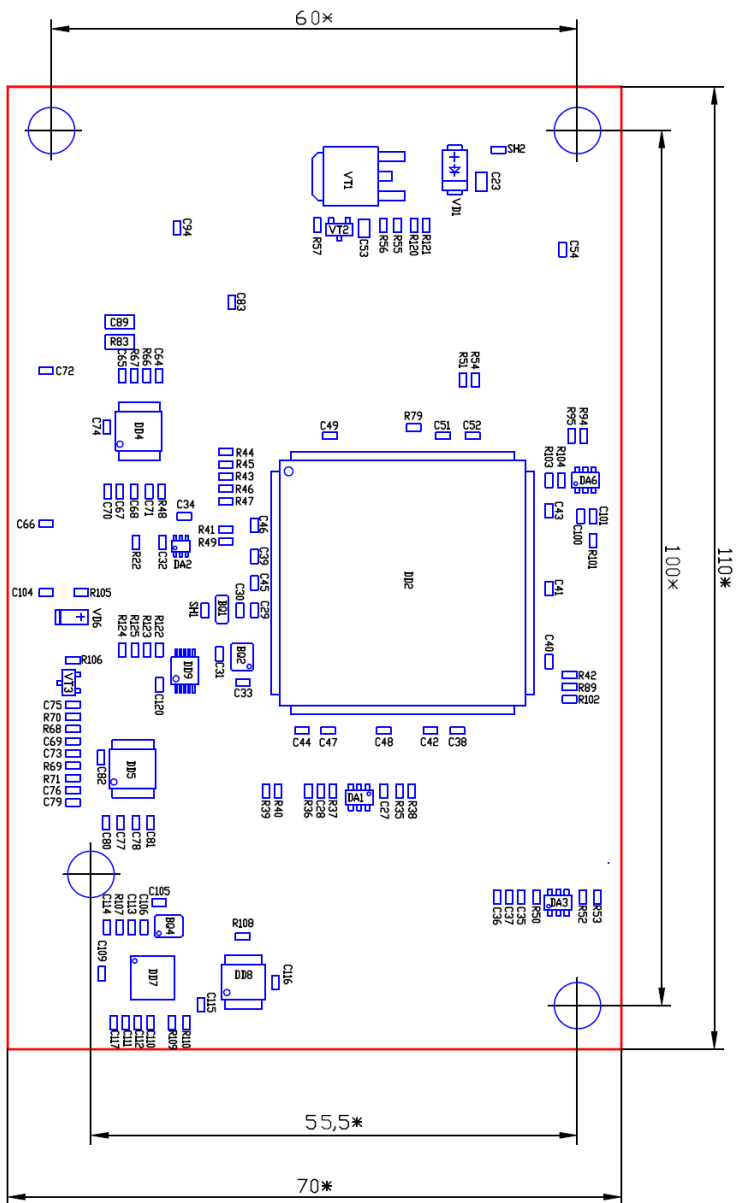 60*
SH2
VT1
VD1
C23
C94
R57
VT2
C53
R56
R55
R120
R121
C54
C83
C89
R83
C72
C65
R67
R66
C64
R51
R54
110*
100*
C74
DD4
C49
R79
C51
C52
R95
R94
R44
R45
R43
R46
R47
R103
R104
DA6
C70
C67
C68
C71
R48
C34
C66
R41
R49
C46
C43
C100
C101
R101
R22
C32
DA2
C39
DD2
C45
C41
C104
R105
VD6
SH1
BQ1
C30
C29
R124
R125
R123
R122
C31
BQ2
C40
R106
VT3
DD9
C120
C33
R42
R89
R102
C75
R70
R68
C69
C73
R69
R71
C76
C79
C44
C47
C48
C42
C38
C82
DD5
R39
R40
R36
C28
R37
DA1
C27
R35
R38
C80
C77
C78
C81
C105
C114
R107
C113
C106
BQ4
C36
C37
C35
R50
DA3
R52
R53
R108
C109
DD7
DD8
C116
C115
C117
C111
C112
C110
R109
R110
55,5*
70*